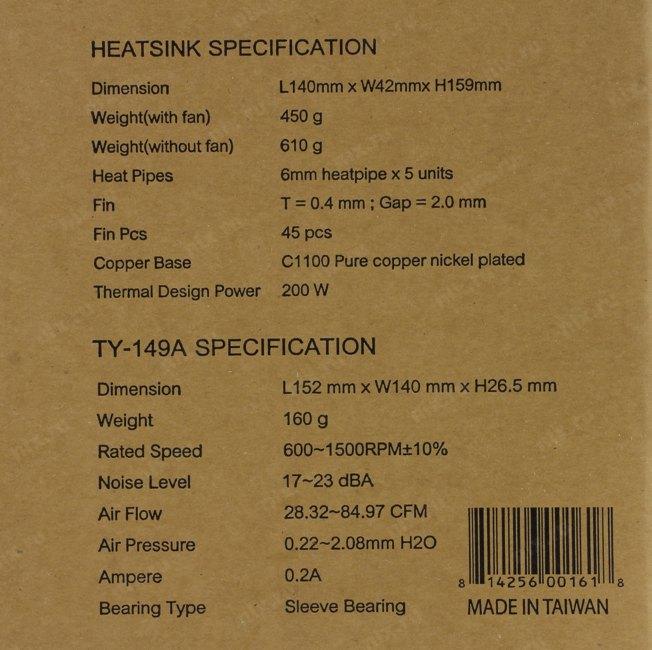 HEATSINK SPECIFICATION
Dimension L140mm x W42mmx H159mm
Weight(with fan) 450 g
Weight(without fan) 610 g
Heat Pipes 6mm heatpipe x 5 units
Fin T = 0.4 mm ; Gap = 2.0 mm
Fin Pcs 45 pcs
Copper Base C1100 Pure copper nickel plated
Thermal Design Power 200 W
TY-149A SPECIFICATION
Dimension L152 mm x W140 mm x H26.5 mm
Weight 160 g
Rated Speed 600~1500RPM±10%
Noise Level 17~23 dBA
Air Flow 28.32~84.97 CFM
Air Pressure 0.22~2.08mm H2O
Ampere 0.2A
Bearing Type Sleeve Bearing
8 14256 00161 8
MADE IN TAIWAN